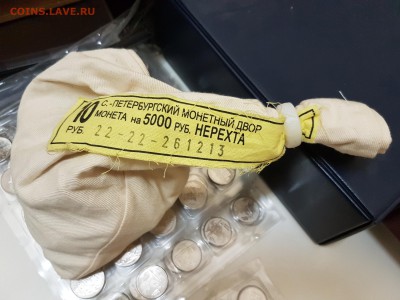 COINS.LAVE.RU
10 С.-ПЕТЕРБУРГСКИЙ МОНЕТНЫЙ ДВОР
МОНЕТА на 5000 РУБ. НЕРЕХТА
РУБ. 22-22-261213